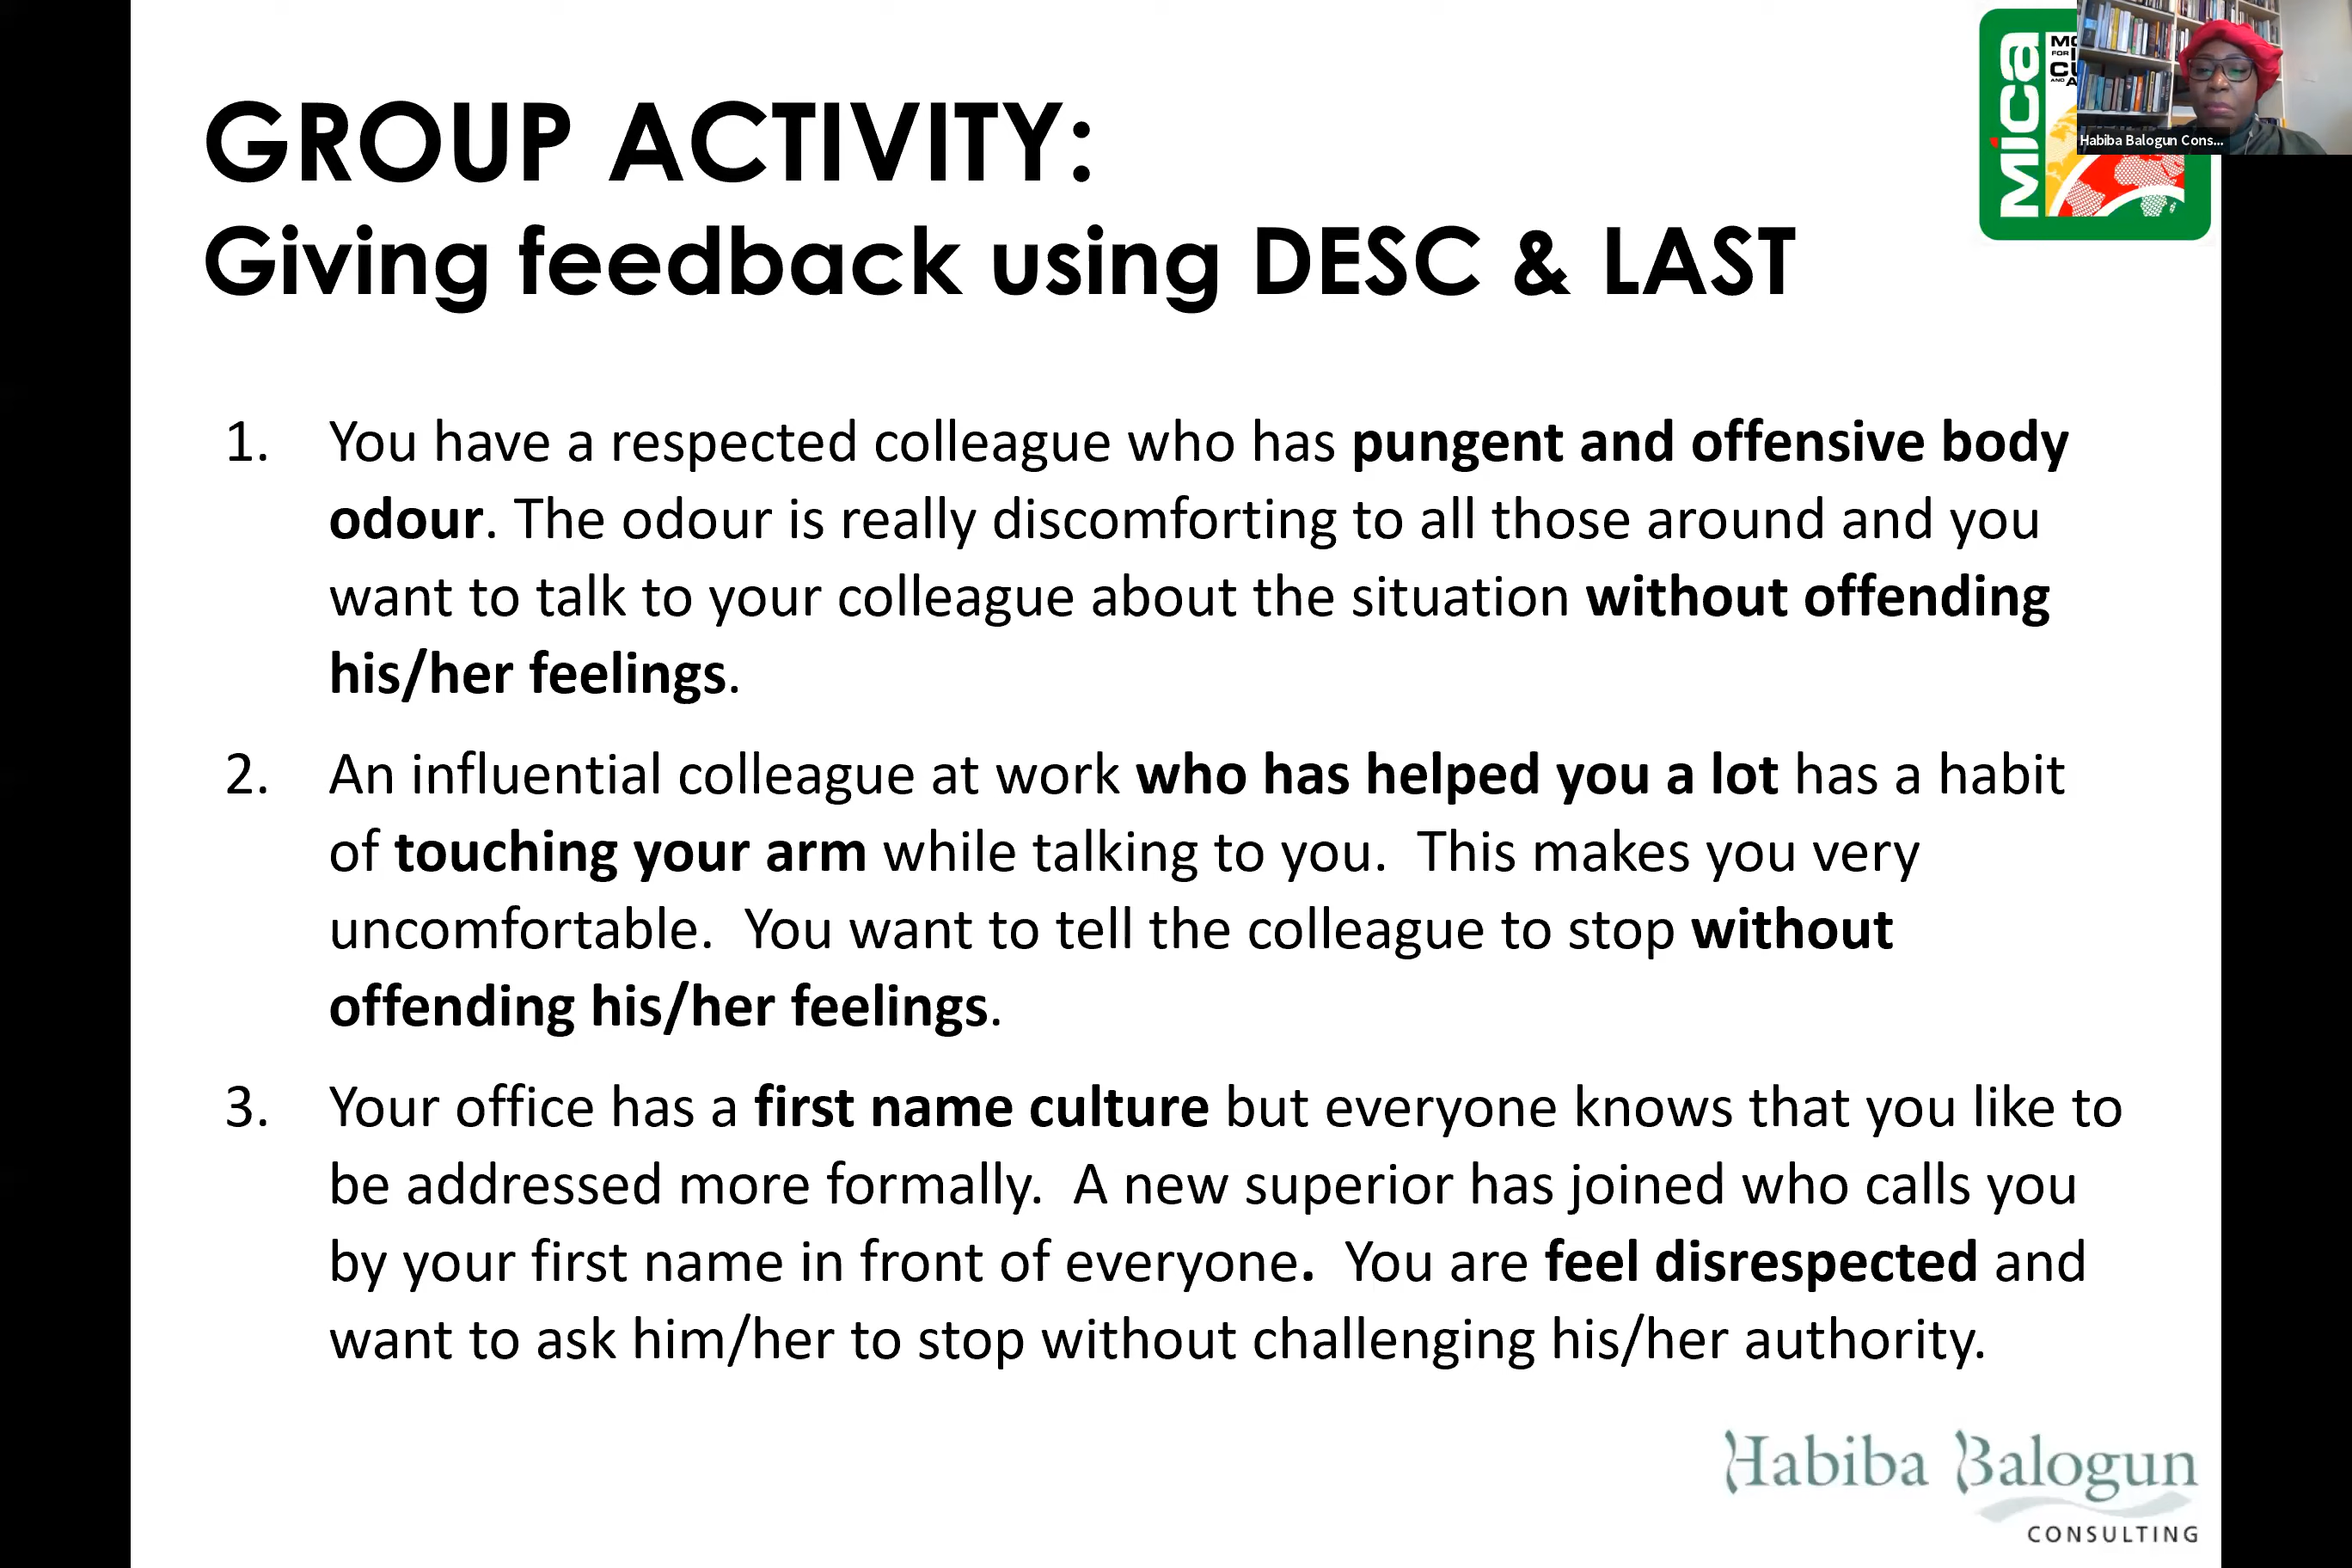 GROUP ACTIVITY:
Giving feedback using DESC & LAST
mica
FOR
Habiba Balogun Cons...
1. You have a respected colleague who has pungent and offensive body
odour. The odour is really discomforting to all those around and you
want to talk to your colleague about the situation without offending
his/her feelings.
2. An influential colleague at work who has helped you a lot has a habit
of touching your arm while talking to you. This makes you very
uncomfortable. You want to tell the colleague to stop without
offending his/her feelings.
3. Your office has a first name culture but everyone knows that you like to
be addressed more formally. A new superior has joined who calls you
by your first name in front of everyone. You are feel disrespected and
want to ask him/her to stop without challenging his/her authority.
Habiba Balogun
CONSULTING